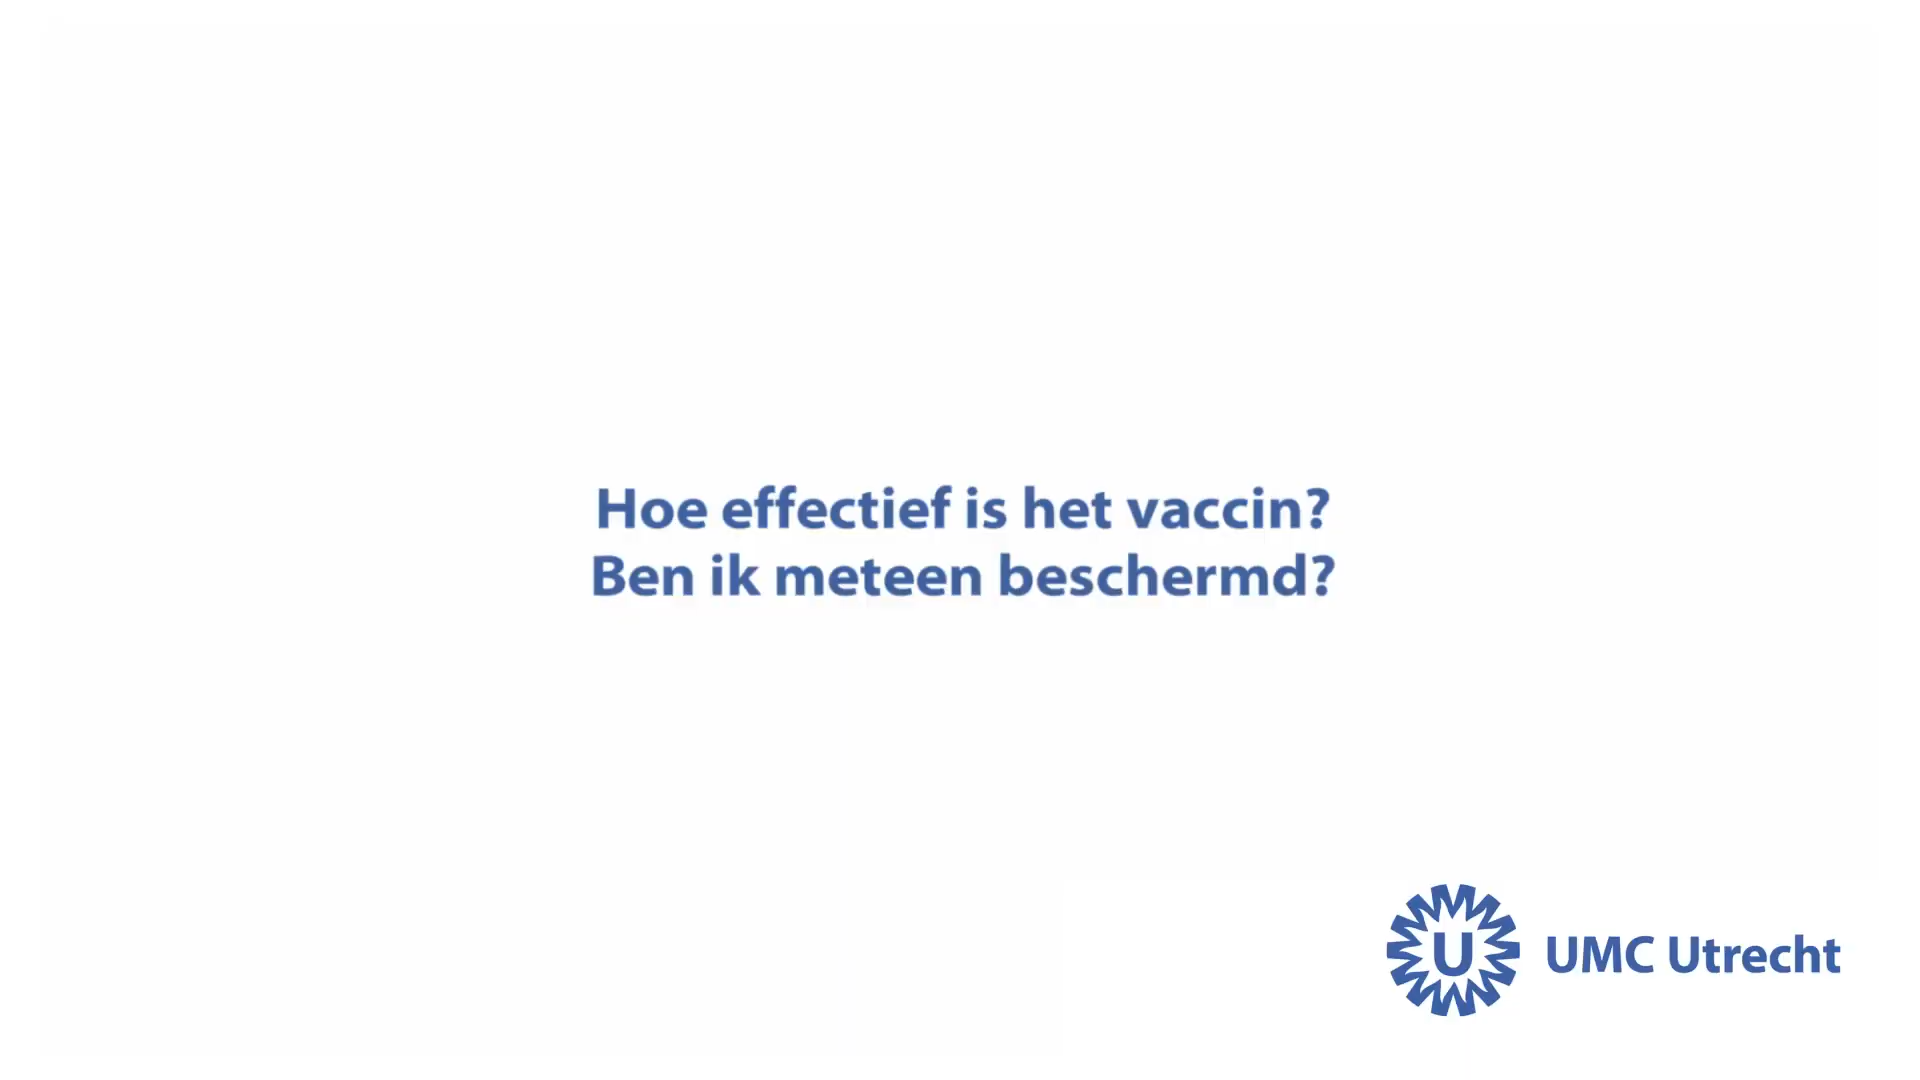 Hoe effectief is het vaccin?
Ben ik meteen beschermd?
U
UMC Utrecht